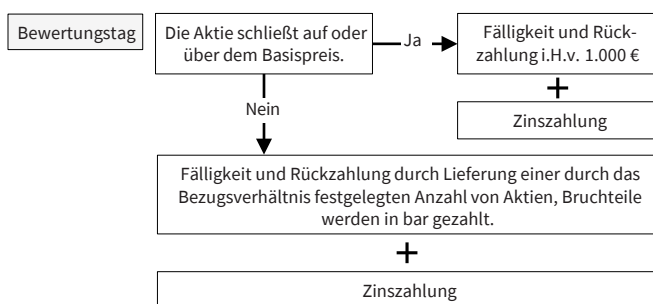 Bewertungstag
Die Aktie schließt auf oder
über dem Basispreis.
Ja
Fälligkeit und Rück-
zahlung i.H.v. 1.000 €
+
Zinszahlung
Nein
Fälligkeit und Rückzahlung durch Lieferung einer durch das
Bezugsverhältnis festgelegten Anzahl von Aktien, Bruchteile
werden in bar gezahlt.
+
Zinszahlung